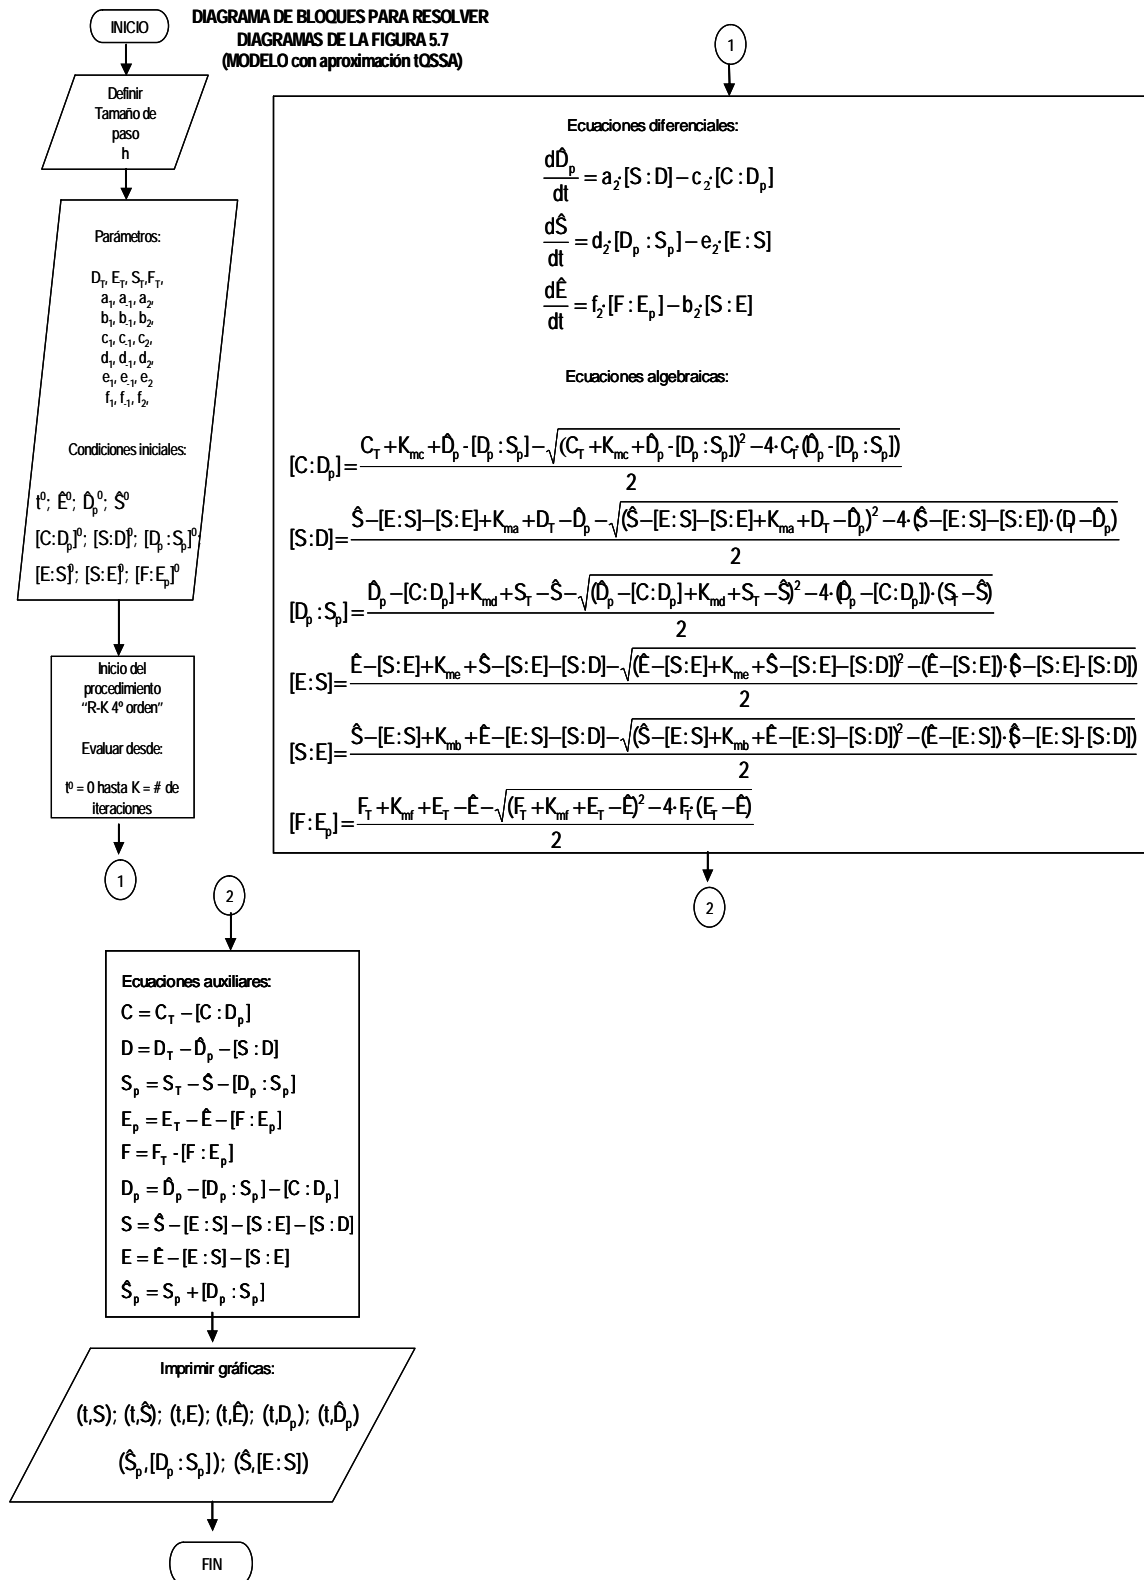 INICIO
DIAGRAMA DE BLOQUES PARA RESOLVER
DIAGRAMAS DE LA FIGURA 5.7
(MODELO con aproximación tQSSA)
Definir
Tamaño de
paso
h
Parámetros:
D_T, E_T, S_T, F_T,
a_1, a_-1, a_2,
b_1, b_-1, b_2,
c_1, c_-1, c_2,
d_1, d_-1, d_2,
e_1, e_-1, e_2
f_1, f_-1, f_2,
Condiciones iniciales:
t⁰; Ê⁰; D̂_p⁰; Ŝ⁰
[C:D_p]⁰; [S:D]⁰; [D_p:S_p]⁰;
[E:S]⁰; [S:E]⁰; [F:E_p]⁰
Inicio del
procedimiento
“R-K 4º orden”
Evaluar desde:
t⁰ = 0 hasta K = # de
iteraciones
1
1
Ecuaciones diferenciales:
dD̂_p/dt = a_2·[S:D] − c_2·[C:D_p]
dŜ/dt = d_2·[D_p:S_p] − e_2·[E:S]
dÊ/dt = f_2·[F:E_p] − b_2·[S:E]
Ecuaciones algebraicas:
[C:D_p] = (C_T + K_mc + D̂_p - [D_p:S_p] − √((C_T + K_mc + D̂_p - [D_p:S_p])² − 4·C_T·(D̂_p - [D_p:S_p])))/2
[S:D] = (Ŝ − [E:S] − [S:E] + K_ma + D_T − D̂_p − √((Ŝ − [E:S] − [S:E] + K_ma + D_T − D̂_p)² − 4·(Ŝ − [E:S] − [S:E])·(D_T − D̂_p)))/2
[D_p:S_p] = (D̂_p − [C:D_p] + K_md + S_T − Ŝ − √((D̂_p − [C:D_p] + K_md + S_T − Ŝ)² − 4·(D̂_p − [C:D_p])·(S_T − Ŝ)))/2
[E:S] = (Ê − [S:E] + K_me + Ŝ − [S:E] − [S:D] − √((Ê − [S:E] + K_me + Ŝ − [S:E] − [S:D])² − (Ê − [S:E])·(Ŝ − [S:E] - [S:D])))/2
[S:E] = (Ŝ − [E:S] + K_mb + Ê − [E:S] − [S:D] − √((Ŝ − [E:S] + K_mb + Ê − [E:S] − [S:D])² − (Ê − [E:S])·(Ŝ − [E:S] - [S:D])))/2
[F:E_p] = (F_T + K_mf + E_T − Ê − √((F_T + K_mf + E_T − Ê)² − 4·F_T·(E_T − Ê)))/2
2
2
Ecuaciones auxiliares:
C = C_T − [C:D_p]
D = D_T − D̂_p − [S:D]
S_p = S_T − Ŝ − [D_p:S_p]
E_p = E_T − Ê − [F:E_p]
F = F_T - [F:E_p]
D_p = D̂_p − [D_p:S_p] − [C:D_p]
S = Ŝ − [E:S] − [S:E] − [S:D]
E = Ê − [E:S] − [S:E]
Ŝ_p = S_p + [D_p:S_p]
Imprimir gráficas:
(t,S); (t,Ŝ); (t,E); (t,Ê); (t,D_p); (t,D̂_p)
(Ŝ_p,[D_p:S_p]); (Ŝ,[E:S])
FIN